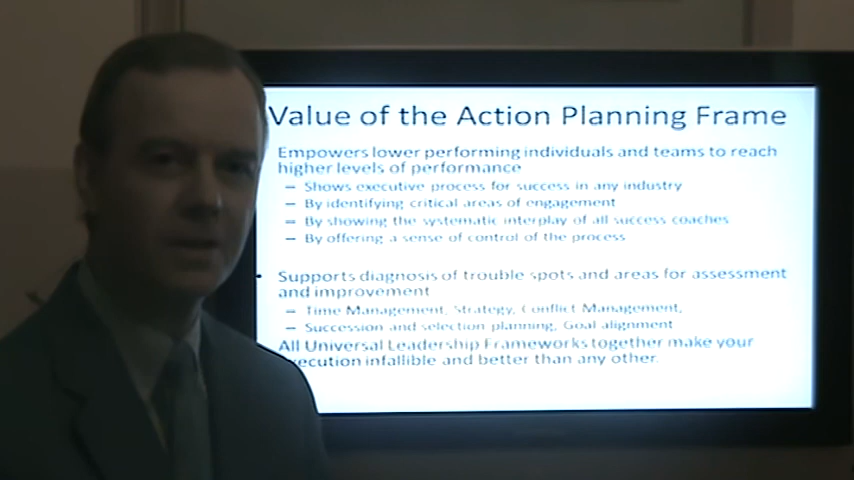 Value of the Action Planning Frame
Empowers lower performing individuals and teams to reach
higher levels of performance
– Shows executive process for success in any industry
– By identifying critical areas of engagement
– By showing the systematic interplay of all success coaches
– By offering a sense of control of the process
• Supports diagnosis of trouble spots and areas for assessment
and improvement
– Time Management, Strategy, Conflict Management,
– Succession and selection planning, Goal alignment
All Universal Leadership Frameworks together make your
infallible and better than any other.